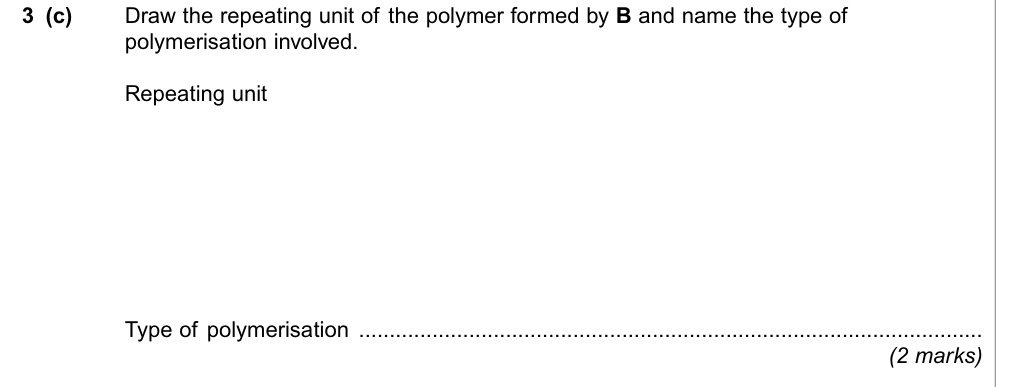 3 (c) Draw the repeating unit of the polymer formed by B and name the type of
polymerisation involved.
Repeating unit
Type of polymerisation ....................................................................................................
(2 marks)